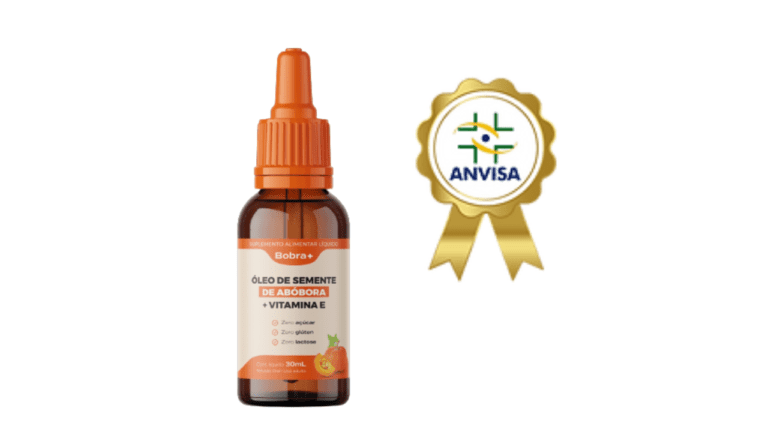 SUPLEMENTO ALIMENTAR LÍQUIDO
Bobra+
ÓLEO DE SEMENTE
DE ABÓBORA
+ VITAMINA E
Zero açúcar
Zero glúten
Zero lactose
30mL
ANVISA